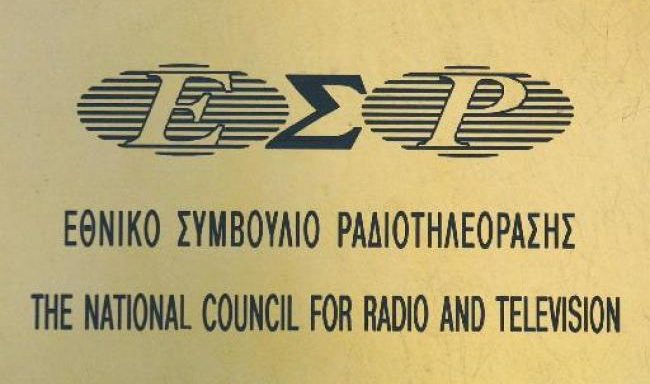 ΕΣΡ
ΕΘΝΙΚΟ ΣΥΜΒΟΥΛΙΟ ΡΑΔΙΟΤΗΛΕΟΡΑΣΗΣ
THE NATIONAL COUNCIL FOR RADIO AND TELEVISION